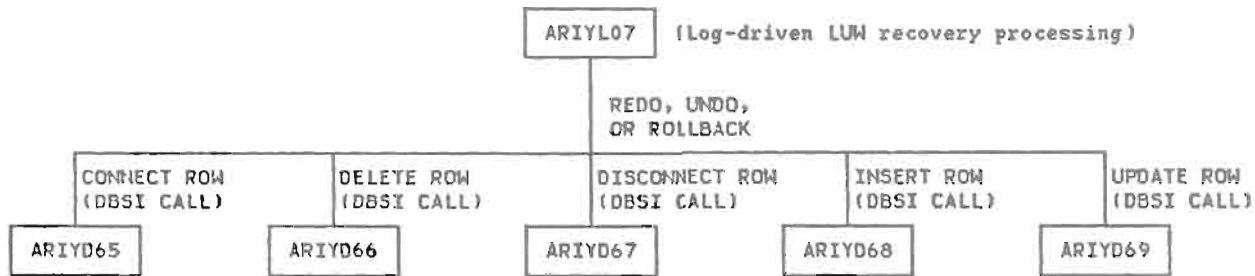 ARIYL07 (Log-driven LUW recovery processing)
REDO, UNDO,
OR ROLLBACK
CONNECT ROW DELETE ROW DISCONNECT ROW INSERT ROW UPDATE ROW
(DBSI CALL) (DBSI CALL) (DBSI CALL) (DBSI CALL) (DBSI CALL)
ARIYD65 ARIYD66 ARIYD67 ARIYD68 ARIYD69